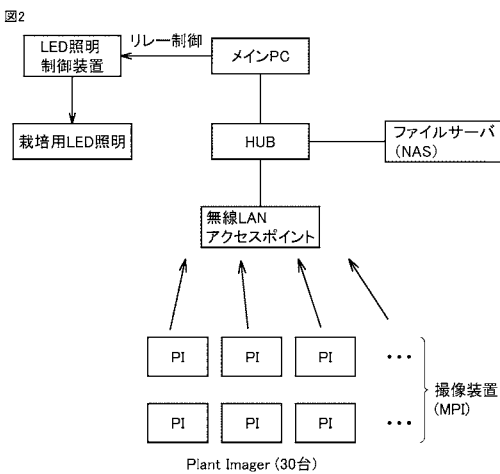 図2
LED照明
制御装置
リレー制御
メインPC
栽培用LED照明
HUB
ファイルサーバ
(NAS)
無線LAN
アクセスポイント
PI PI PI ・・・
撮像装置
(MPI)
PI PI PI ・・・
Plant Imager (30台)